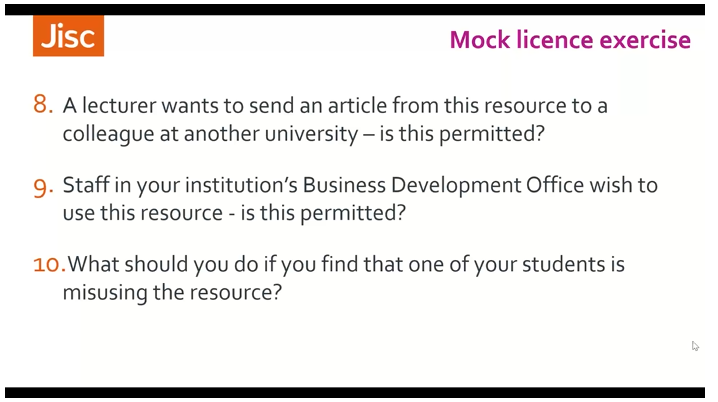 Jisc
Mock licence exercise
8. A lecturer wants to send an article from this resource to a
colleague at another university – is this permitted?
9. Staff in your institution's Business Development Office wish to
use this resource - is this permitted?
10.What should you do if you find that one of your students is
misusing the resource?